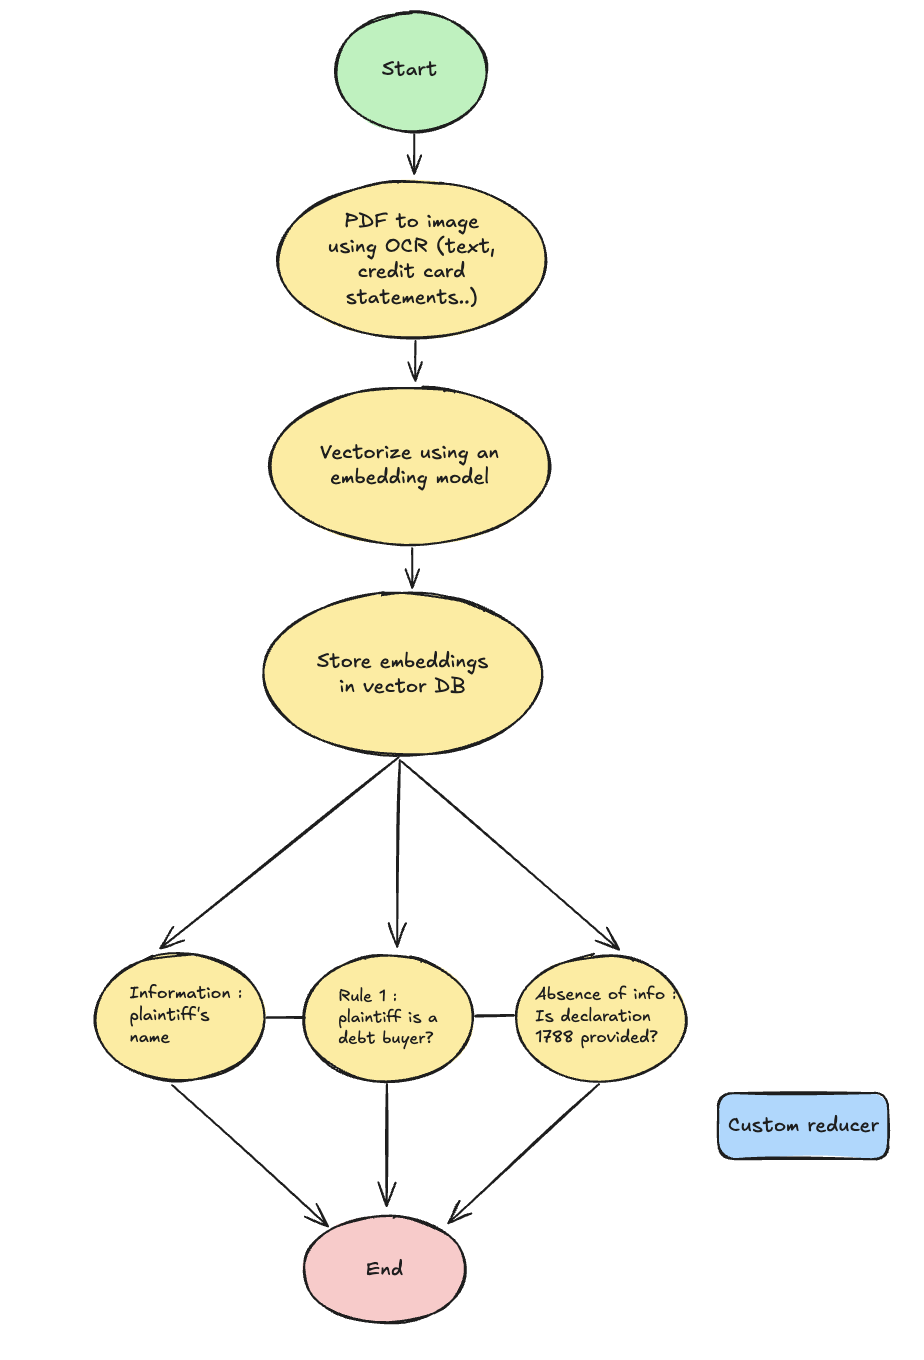 Start
PDF to image
using OCR (text,
credit card
statements..)
Vectorize using an
embedding model
Store embeddings
in vector DB
Information :
plaintiff's
name
Rule 1 :
plaintiff is a
debt buyer?
Absence of info :
Is declaration
1788 provided?
Custom reducer
End